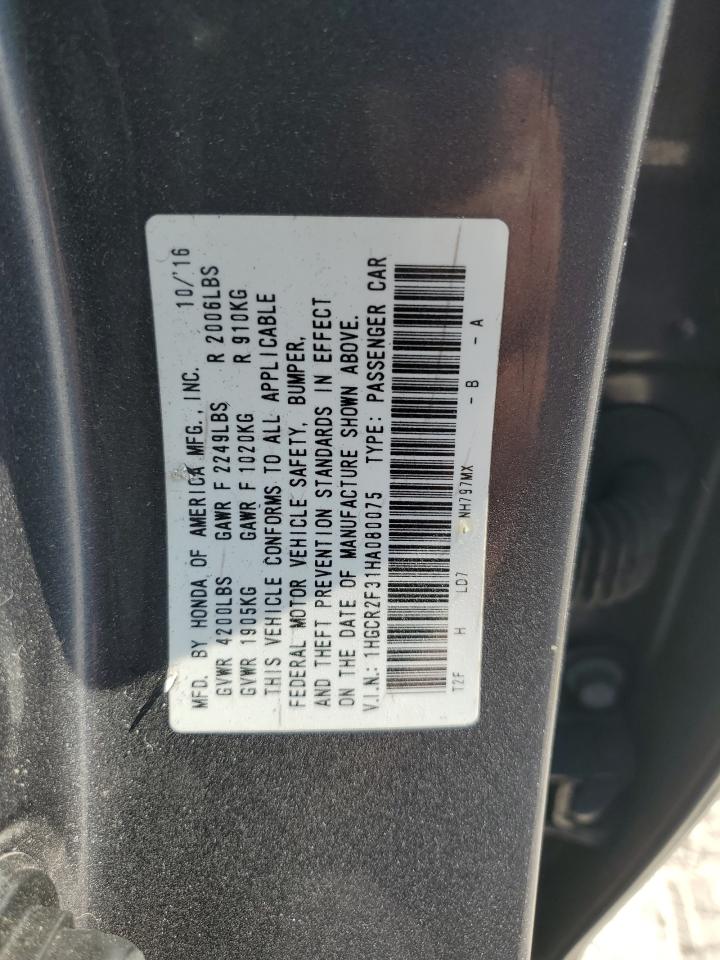 MFD. BY HONDA OF AMERICA MFG., INC. 10/'16
GVWR 4200LBS GAWR F 2249LBS R 2006LBS
GVWR 1905KG GAWR F 1020KG R 910KG
THIS VEHICLE CONFORMS TO ALL APPLICABLE
FEDERAL MOTOR VEHICLE SAFETY, BUMPER,
AND THEFT PREVENTION STANDARDS IN EFFECT
ON THE DATE OF MANUFACTURE SHOWN ABOVE.
V.I.N.: 1HGCR2F31HA080075 TYPE: PASSENGER CAR
T2F H LD7 - NH797MX - B - A